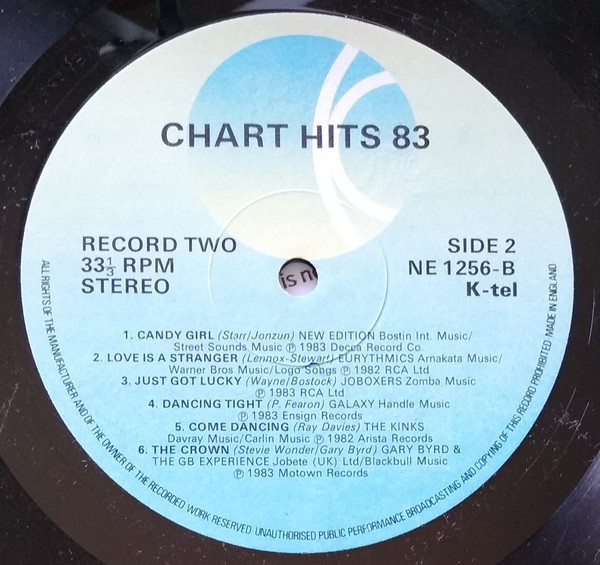 CHART HITS 83
RECORD TWO
33⅓ RPM
STEREO
SIDE 2
NE 1256-B
K-tel
is n
1. CANDY GIRL (Starr/Jonzun) NEW EDITION Bostin Int. Music/
Street Sounds Music ℗ 1983 Decca Record Co.
2. LOVE IS A STRANGER (Lennox-Stewart) EURYTHMICS Arnakata Music/
Warner Bros Music/Logo Songs ℗ 1982 RCA Ltd
3. JUST GOT LUCKY (Wayne/Bostock) JOBOXERS Zomba Music
℗ 1983 RCA Ltd
4. DANCING TIGHT (P. Fearon) GALAXY Handle Music
℗ 1983 Ensign Records
5. COME DANCING (Ray Davies) THE KINKS
Davray Music/Carlin Music ℗ 1982 Arista Records
6. THE CROWN (Stevie Wonder/Gary Byrd) GARY BYRD &
THE GB EXPERIENCE Jobete (UK) Ltd/Blackbull Music
℗ 1983 Motown Records
ALL RIGHTS OF THE MANUFACTURER AND OF THE OWNER OF THE RECORDED WORK RESERVED UNAUTHORISED PUBLIC PERFORMANCE BROADCASTING AND COPYING OF THIS RECORD PROHIBITED MADE IN ENGLAND